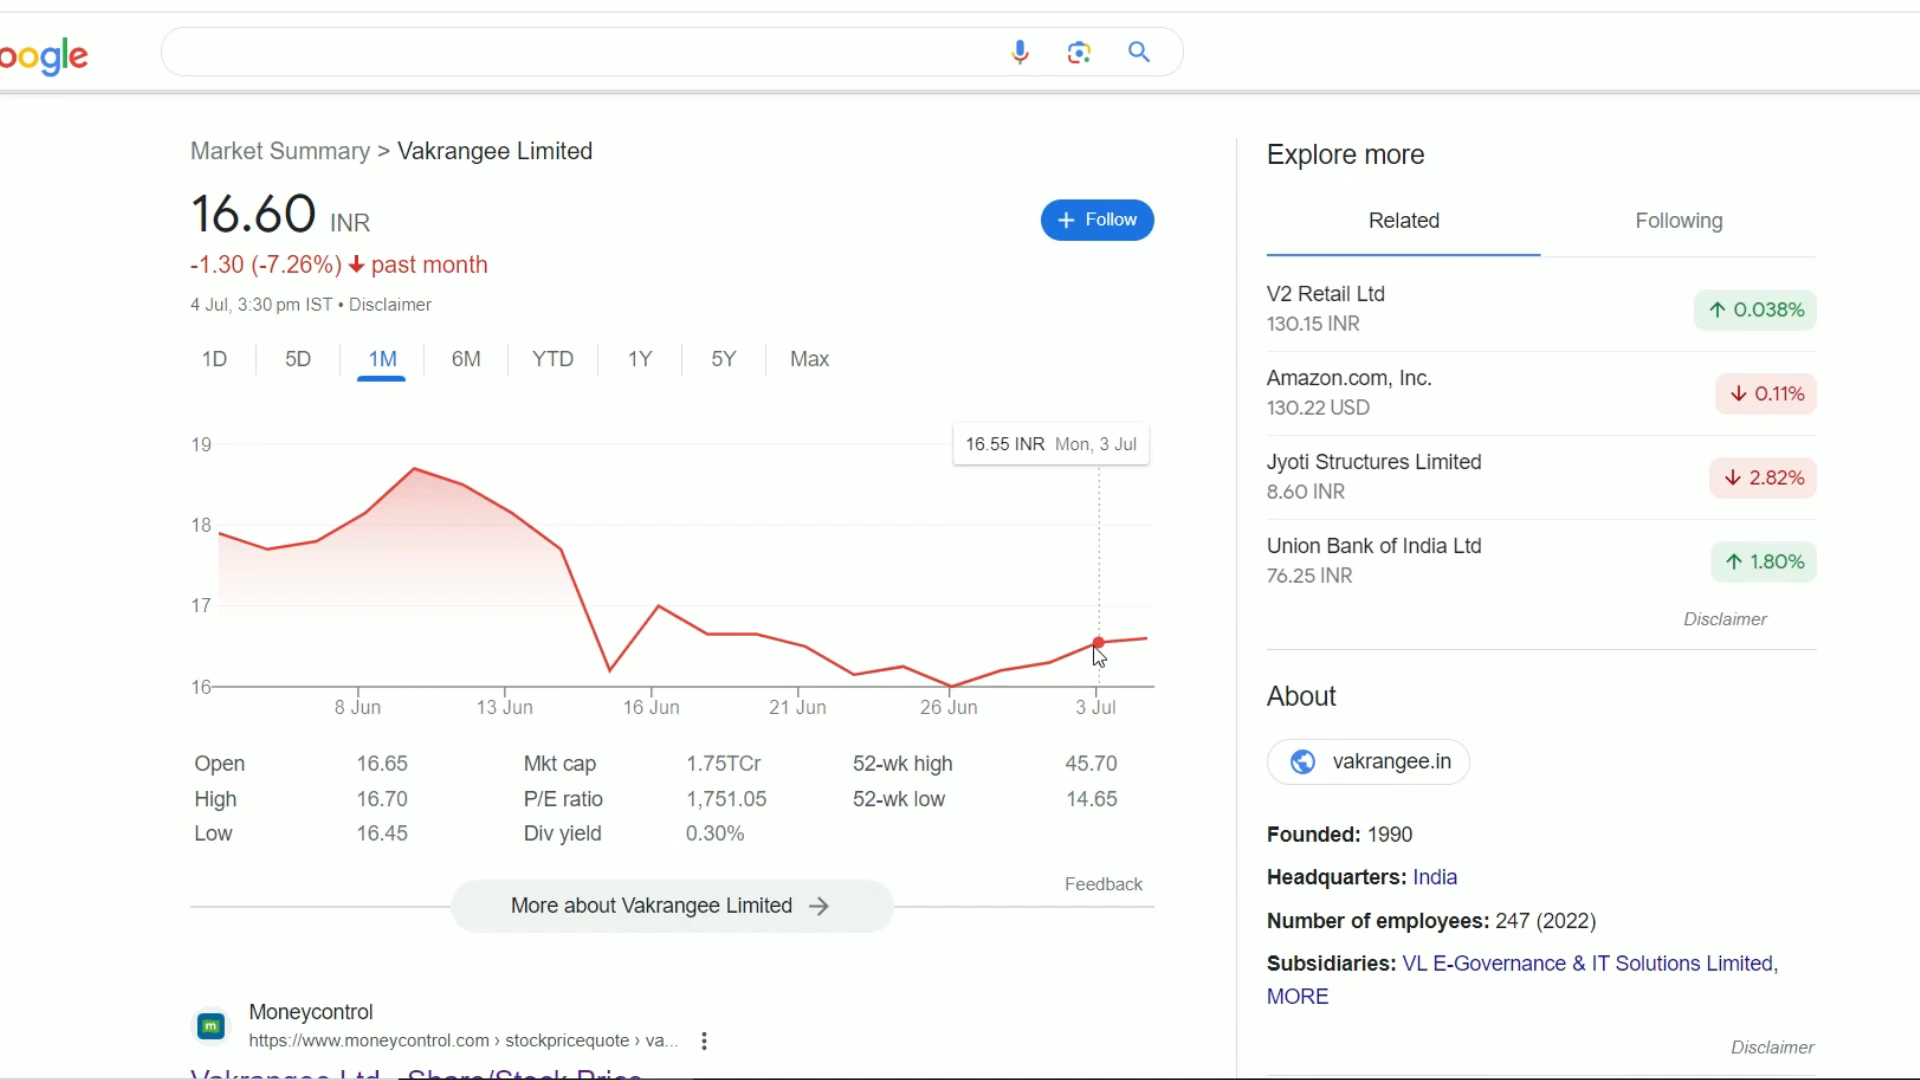 oogle
Market Summary > Vakrangee Limited
16.60 INR
+ Follow
-1.30 (-7.26%) ↓ past month
4 Jul, 3:30 pm IST • Disclaimer
1D 5D 1M 6M YTD 1Y 5Y Max
16.55 INR Mon, 3 Jul
19
18
17
16
8 Jun 13 Jun 16 Jun 21 Jun 26 Jun 3 Jul
Open 16.65 Mkt cap 1.75TCr 52-wk high 45.70
High 16.70 P/E ratio 1,751.05 52-wk low 14.65
Low 16.45 Div yield 0.30%
Feedback
More about Vakrangee Limited →
Moneycontrol
https://www.moneycontrol.com › stockpricequote › va...
Vakrangee Ltd Share/Stock Price
Explore more
Related Following
V2 Retail Ltd
130.15 INR
↑ 0.038%
Amazon.com, Inc.
130.22 USD
↓ 0.11%
Jyoti Structures Limited
8.60 INR
↓ 2.82%
Union Bank of India Ltd
76.25 INR
↑ 1.80%
Disclaimer
About
vakrangee.in
Founded: 1990
Headquarters: India
Number of employees: 247 (2022)
Subsidiaries: VL E-Governance & IT Solutions Limited,
MORE
Disclaimer